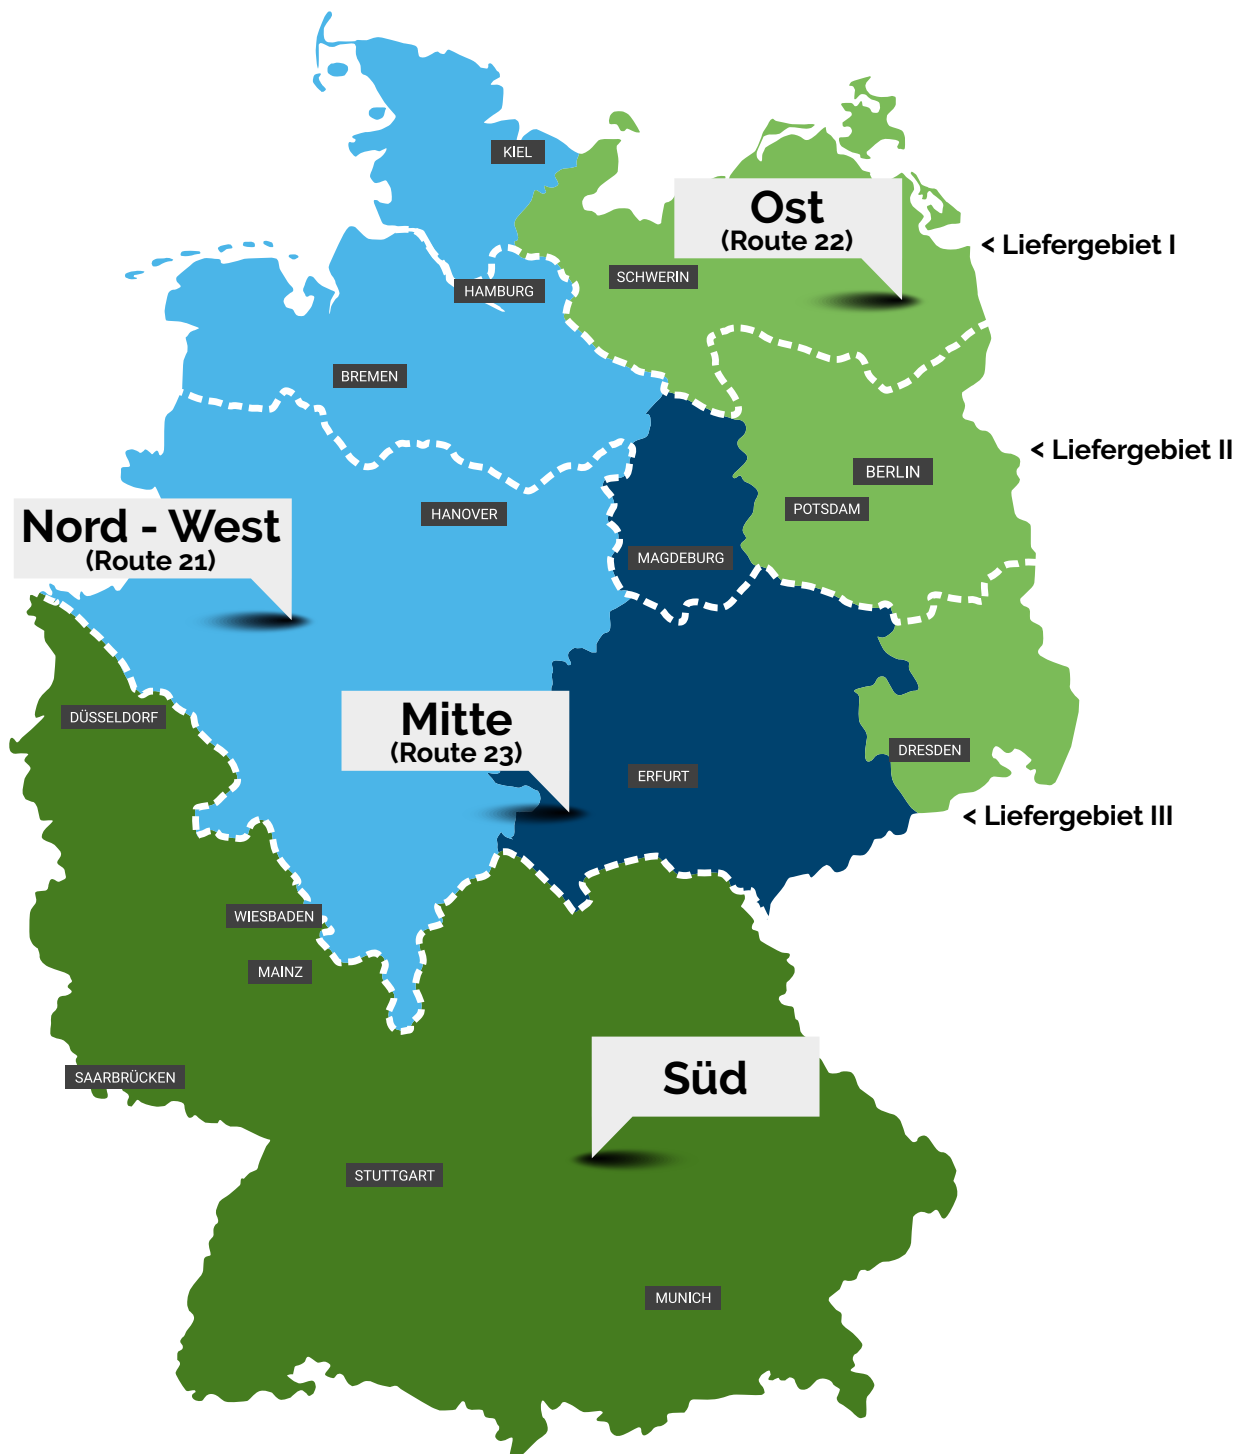 KIEL
Ost
(Route 22)
< Liefergebiet I
SCHWERIN
HAMBURG
BREMEN
< Liefergebiet II
BERLIN
POTSDAM
HANOVER
Nord - West
(Route 21)
MAGDEBURG
DÜSSELDORF
Mitte
(Route 23)
DRESDEN
ERFURT
< Liefergebiet III
WIESBADEN
MAINZ
SAARBRÜCKEN
Süd
STUTTGART
MUNICH